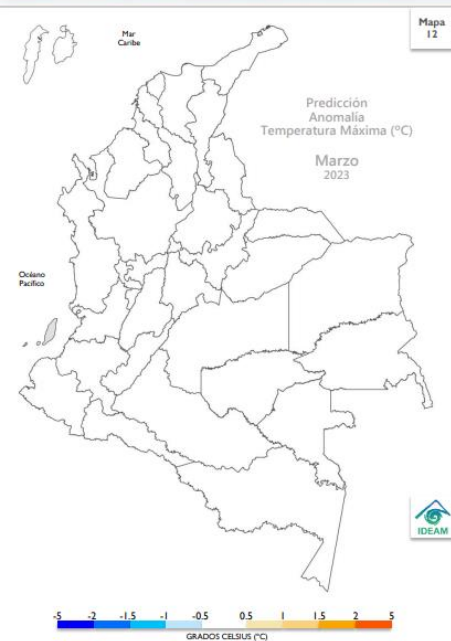 Mar
Caribe
Mapa
12
Predicción
Anomalía
Temperatura Máxima (ºC)
Marzo
2023
Océano
Pacífico
IDEAM
-5 -2 -1.5 -1 -0.5 0.5 1 1.5 2 5
GRADOS CELSIUS (ºC)